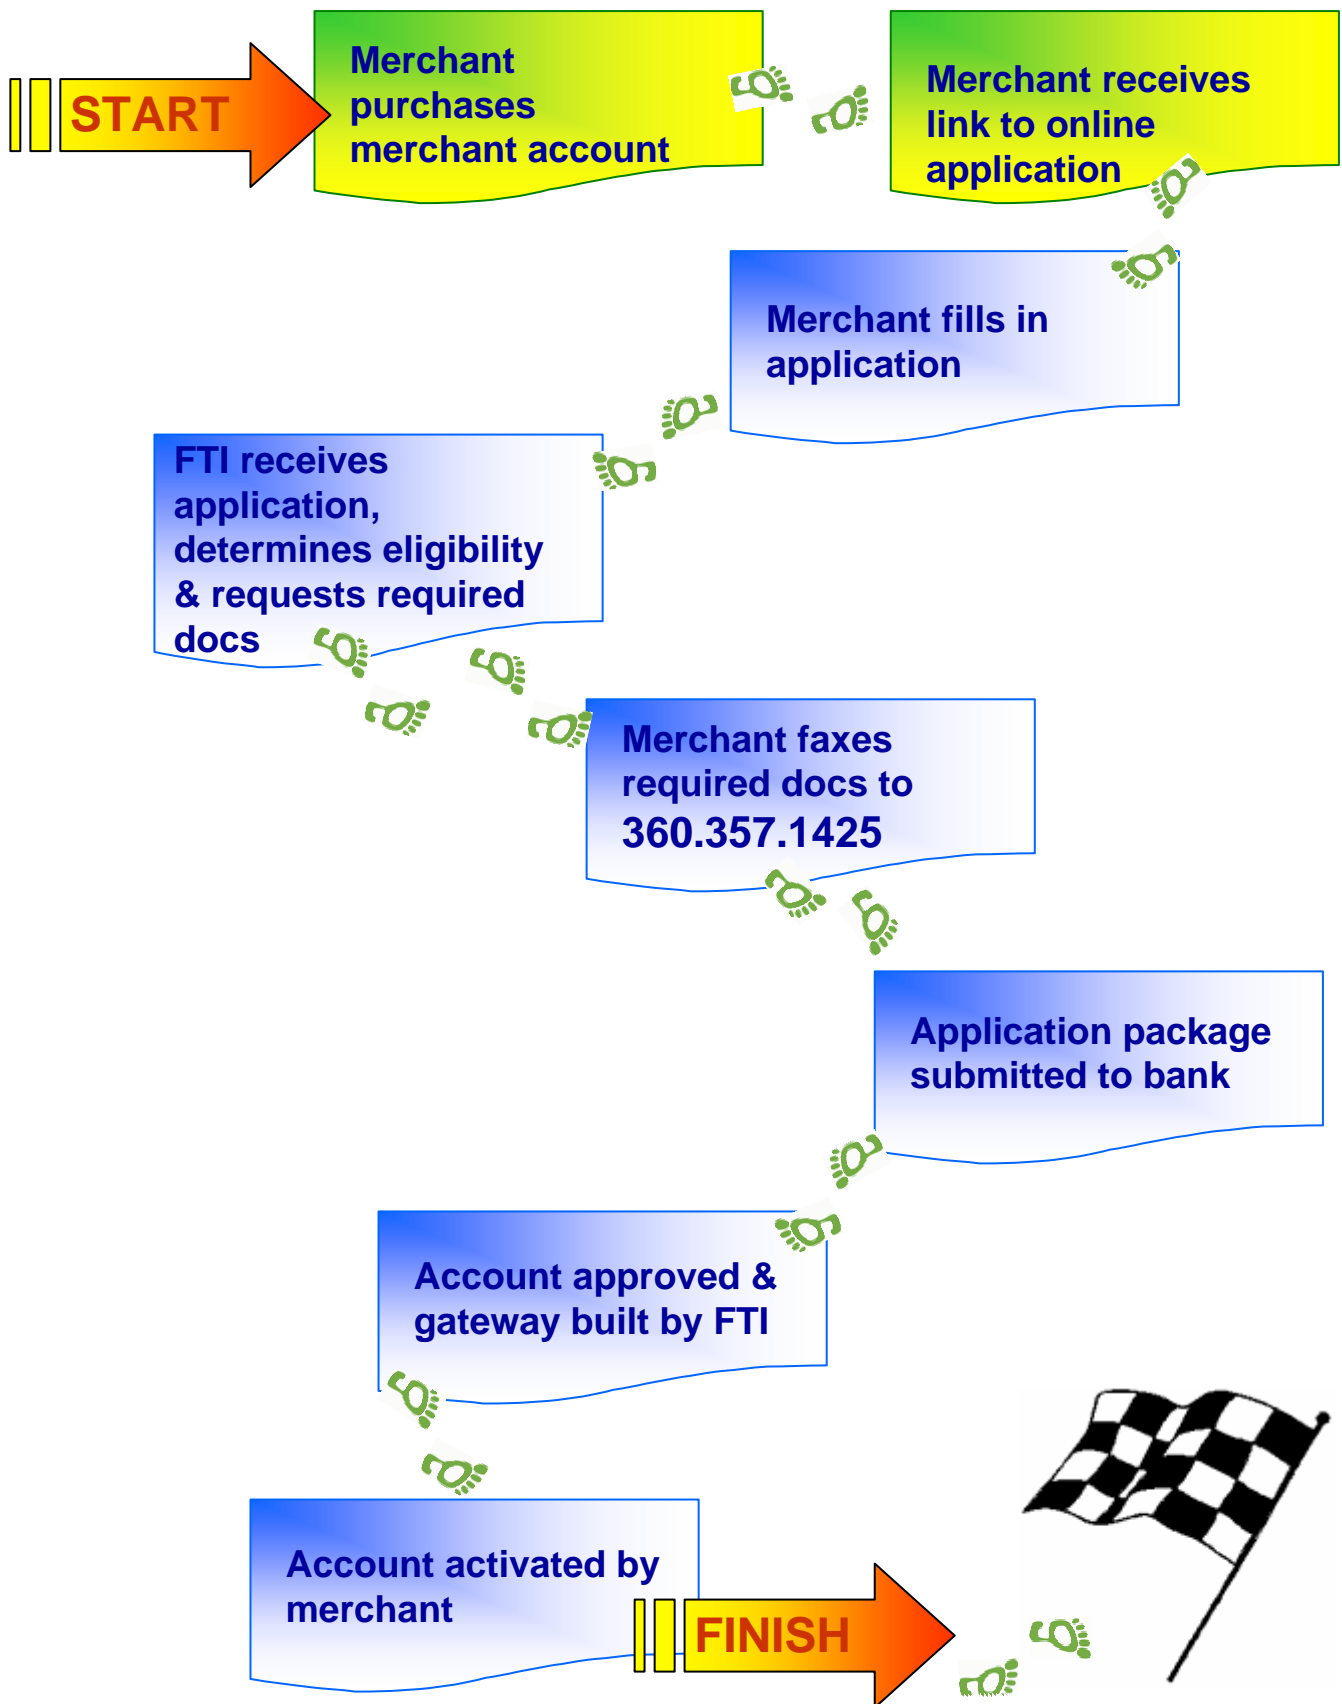 START
Merchant
purchases
merchant account
Merchant receives
link to online
application
Merchant fills in
application
FTI receives
application,
determines eligibility
& requests required
docs
Merchant faxes
required docs to
360.357.1425
Application package
submitted to bank
Account approved &
gateway built by FTI
Account activated by
merchant
FINISH